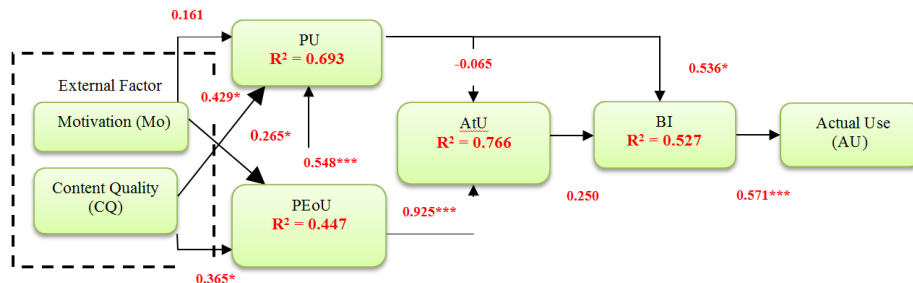 0.161
PU
R² = 0.693
-0.065
0.536*
External Factor
Motivation (Mo)
0.429*
0.265*
0.548***
AtU
R² = 0.766
BI
R² = 0.527
Actual Use
(AU)
Content Quality
(CQ)
PEoU
R² = 0.447
0.925***
0.250
0.571***
0.365*